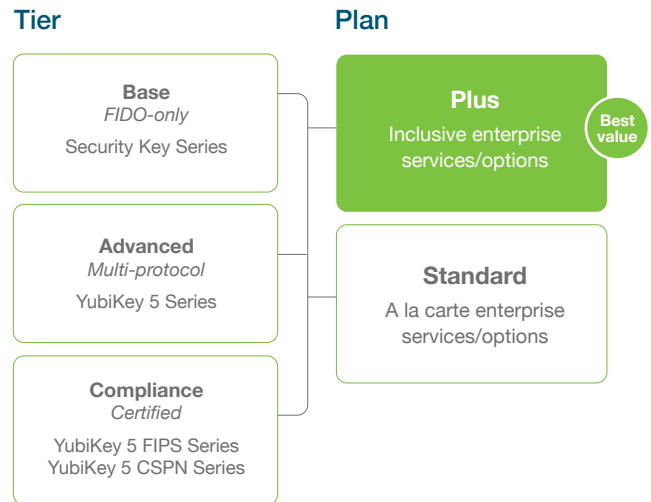 Tier
Base
FIDO-only
Security Key Series
Advanced
Multi-protocol
YubiKey 5 Series
Compliance
Certified
YubiKey 5 FIPS Series
YubiKey 5 CSPN Series
Plan
Plus
Inclusive enterprise
services/options
Best
value
Standard
A la carte enterprise
services/options